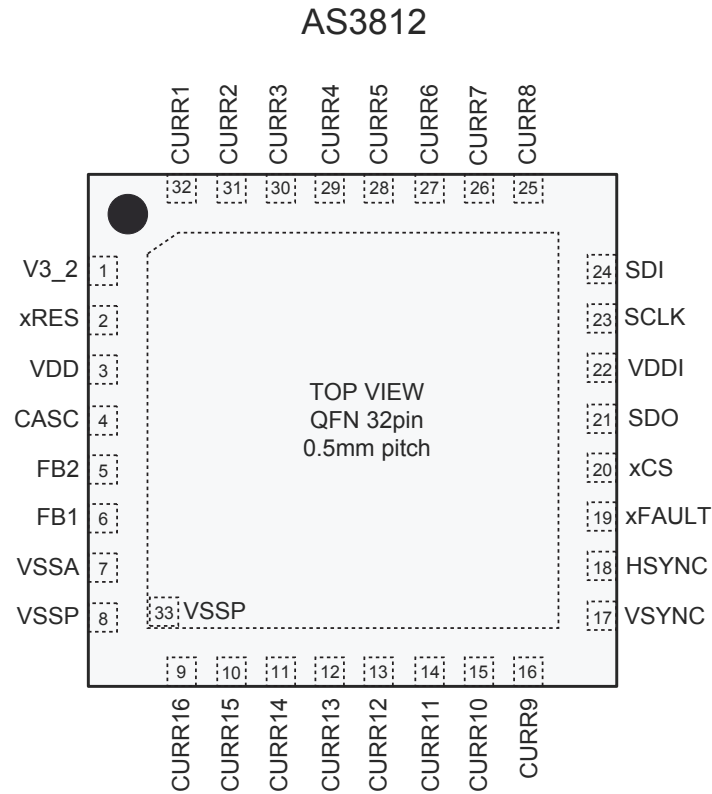 AS3812
CURR1 CURR2 CURR3 CURR4 CURR5 CURR6 CURR7 CURR8
32 31 30 29 28 27 26 25
V3_2 1
24 SDI
xRES 2
23 SCLK
VDD 3
22 VDDI
CASC 4
21 SDO
FB2 5
20 xCS
FB1 6
19 xFAULT
VSSA 7
18 HSYNC
VSSP 8
17 VSYNC
TOP VIEW
QFN 32pin
0.5mm pitch
33 VSSP
9 10 11 12 13 14 15 16
CURR16 CURR15 CURR14 CURR13 CURR12 CURR11 CURR10 CURR9